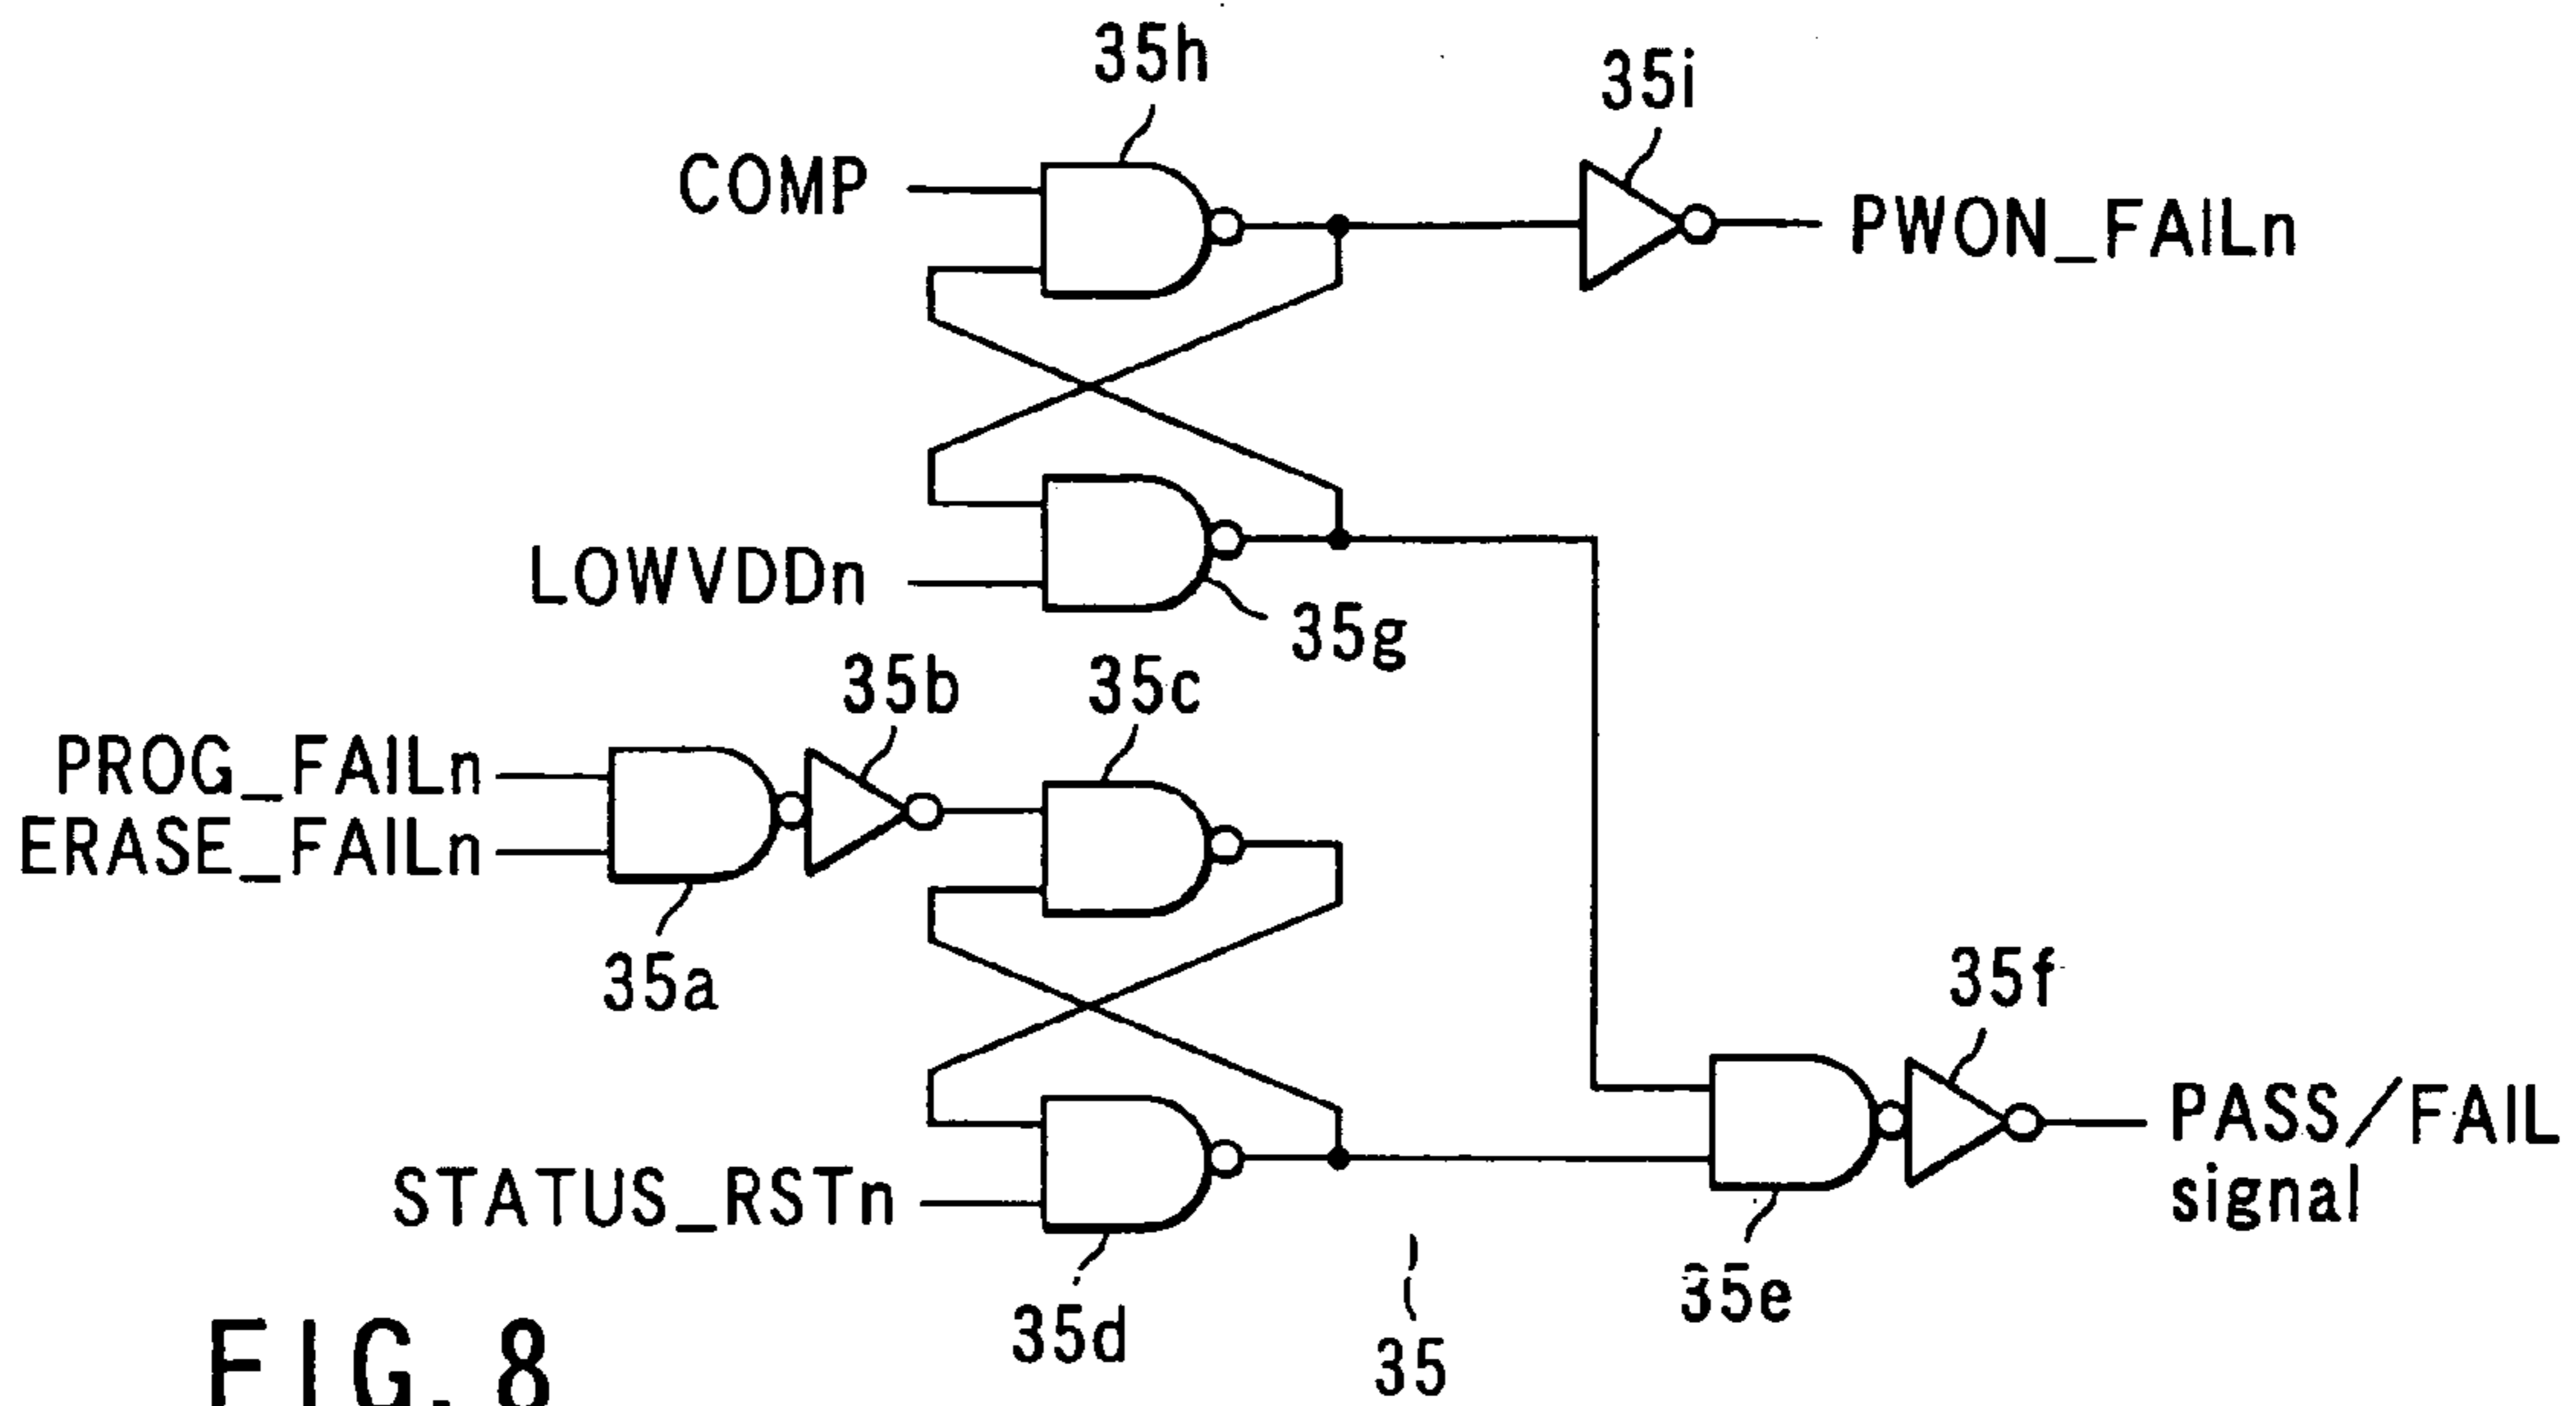 35h
35i
COMP
PWON_FAILn
LOWVDDn
35g
35b
35c
PROG_FAILn
ERASE_FAILn
35a
35f
PASS/FAIL
signal
STATUS_RSTn
35e
35d
35
FIG. 8